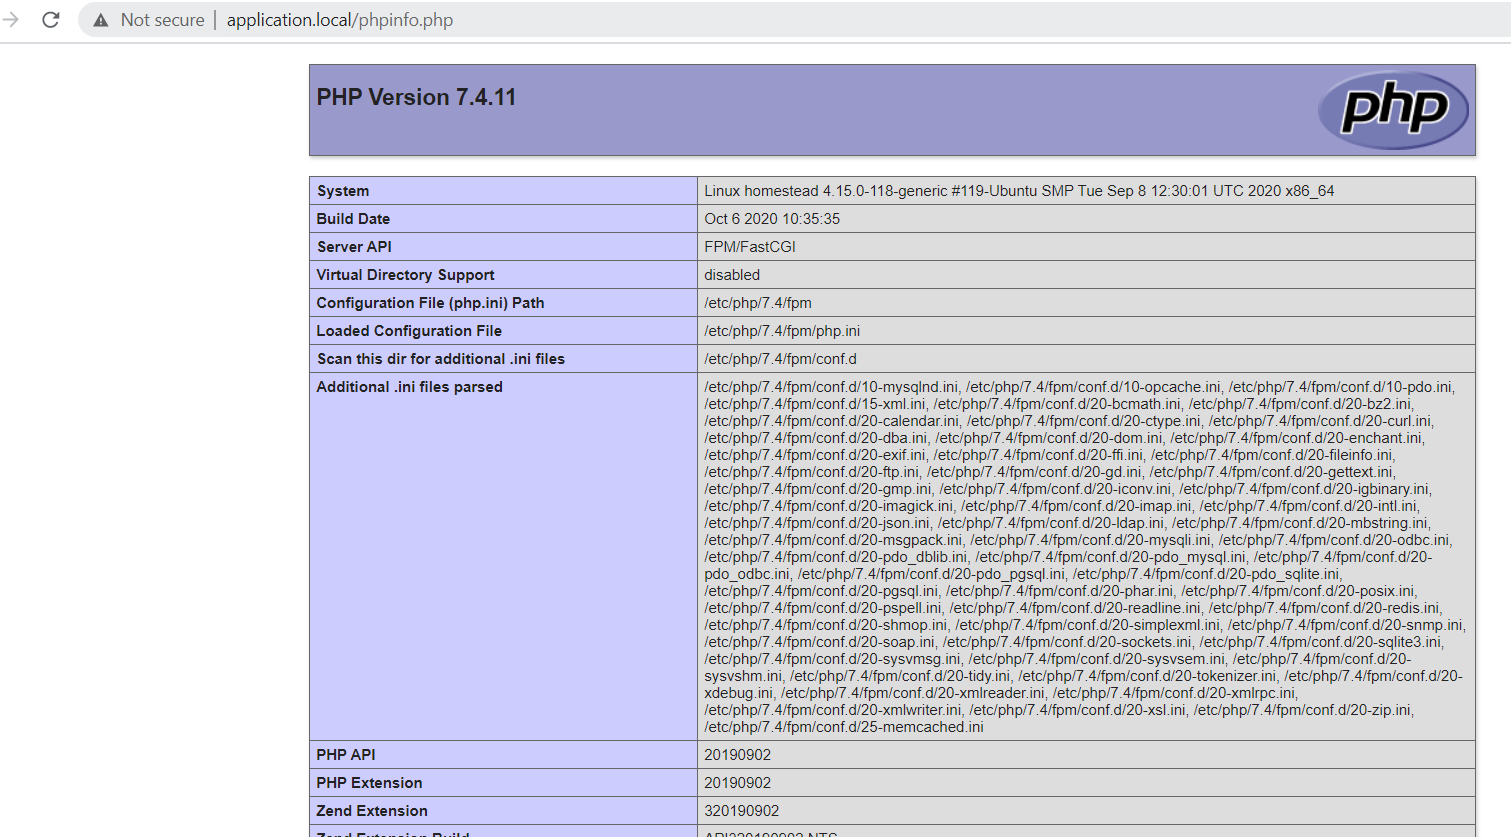 Not secure | application.local/phpinfo.php
PHP Version 7.4.11
php
System Linux homestead 4.15.0-118-generic #119-Ubuntu SMP Tue Sep 8 12:30:01 UTC 2020 x86_64
Build Date Oct 6 2020 10:35:35
Server API FPM/FastCGI
Virtual Directory Support disabled
Configuration File (php.ini) Path /etc/php/7.4/fpm
Loaded Configuration File /etc/php/7.4/fpm/php.ini
Scan this dir for additional .ini files /etc/php/7.4/fpm/conf.d
Additional .ini files parsed /etc/php/7.4/fpm/conf.d/10-mysqlnd.ini, /etc/php/7.4/fpm/conf.d/10-opcache.ini, /etc/php/7.4/fpm/conf.d/10-pdo.ini,
/etc/php/7.4/fpm/conf.d/15-xml.ini, /etc/php/7.4/fpm/conf.d/20-bcmath.ini, /etc/php/7.4/fpm/conf.d/20-bz2.ini,
/etc/php/7.4/fpm/conf.d/20-calendar.ini, /etc/php/7.4/fpm/conf.d/20-ctype.ini, /etc/php/7.4/fpm/conf.d/20-curl.ini,
/etc/php/7.4/fpm/conf.d/20-dba.ini, /etc/php/7.4/fpm/conf.d/20-dom.ini, /etc/php/7.4/fpm/conf.d/20-enchant.ini,
/etc/php/7.4/fpm/conf.d/20-exif.ini, /etc/php/7.4/fpm/conf.d/20-ffi.ini, /etc/php/7.4/fpm/conf.d/20-fileinfo.ini,
/etc/php/7.4/fpm/conf.d/20-ftp.ini, /etc/php/7.4/fpm/conf.d/20-gd.ini, /etc/php/7.4/fpm/conf.d/20-gettext.ini,
/etc/php/7.4/fpm/conf.d/20-gmp.ini, /etc/php/7.4/fpm/conf.d/20-iconv.ini, /etc/php/7.4/fpm/conf.d/20-igbinary.ini,
/etc/php/7.4/fpm/conf.d/20-imagick.ini, /etc/php/7.4/fpm/conf.d/20-imap.ini, /etc/php/7.4/fpm/conf.d/20-intl.ini,
/etc/php/7.4/fpm/conf.d/20-json.ini, /etc/php/7.4/fpm/conf.d/20-ldap.ini, /etc/php/7.4/fpm/conf.d/20-mbstring.ini,
/etc/php/7.4/fpm/conf.d/20-msgpack.ini, /etc/php/7.4/fpm/conf.d/20-mysqli.ini, /etc/php/7.4/fpm/conf.d/20-odbc.ini,
/etc/php/7.4/fpm/conf.d/20-pdo_dblib.ini, /etc/php/7.4/fpm/conf.d/20-pdo_mysql.ini, /etc/php/7.4/fpm/conf.d/20-
pdo_odbc.ini, /etc/php/7.4/fpm/conf.d/20-pdo_pgsql.ini, /etc/php/7.4/fpm/conf.d/20-pdo_sqlite.ini,
/etc/php/7.4/fpm/conf.d/20-pgsql.ini, /etc/php/7.4/fpm/conf.d/20-phar.ini, /etc/php/7.4/fpm/conf.d/20-posix.ini,
/etc/php/7.4/fpm/conf.d/20-pspell.ini, /etc/php/7.4/fpm/conf.d/20-readline.ini, /etc/php/7.4/fpm/conf.d/20-redis.ini,
/etc/php/7.4/fpm/conf.d/20-shmop.ini, /etc/php/7.4/fpm/conf.d/20-simplexml.ini, /etc/php/7.4/fpm/conf.d/20-snmp.ini,
/etc/php/7.4/fpm/conf.d/20-soap.ini, /etc/php/7.4/fpm/conf.d/20-sockets.ini, /etc/php/7.4/fpm/conf.d/20-sqlite3.ini,
/etc/php/7.4/fpm/conf.d/20-sysvmsg.ini, /etc/php/7.4/fpm/conf.d/20-sysvsem.ini, /etc/php/7.4/fpm/conf.d/20-
sysvshm.ini, /etc/php/7.4/fpm/conf.d/20-tidy.ini, /etc/php/7.4/fpm/conf.d/20-tokenizer.ini, /etc/php/7.4/fpm/conf.d/20-
xdebug.ini, /etc/php/7.4/fpm/conf.d/20-xmlreader.ini, /etc/php/7.4/fpm/conf.d/20-xmlrpc.ini,
/etc/php/7.4/fpm/conf.d/20-xmlwriter.ini, /etc/php/7.4/fpm/conf.d/20-xsl.ini, /etc/php/7.4/fpm/conf.d/20-zip.ini,
/etc/php/7.4/fpm/conf.d/25-memcached.ini
PHP API 20190902
PHP Extension 20190902
Zend Extension 320190902
Zend Extension Build API320190902,NTS